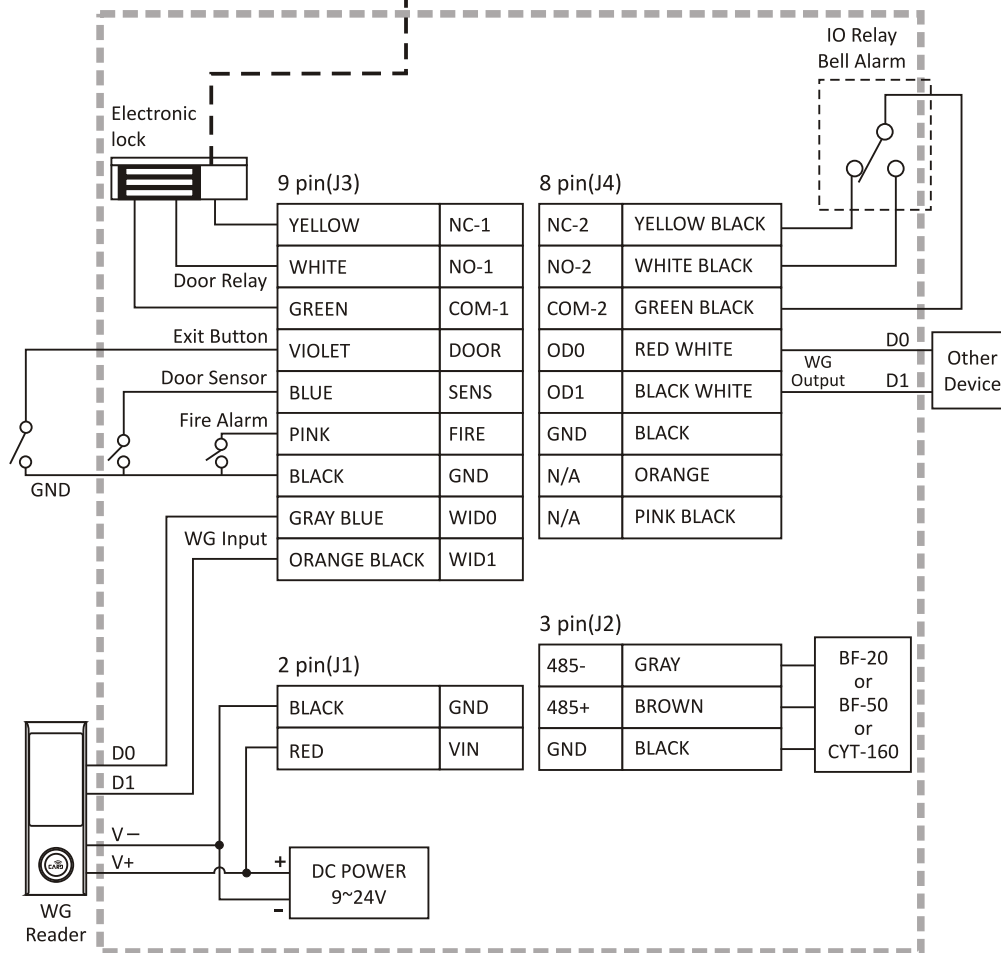 IO Relay
Bell Alarm
Electronic
lock
9 pin(J3)
8 pin(J4)
YELLOW NC-1
NC-2 YELLOW BLACK
WHITE NO-1
NO-2 WHITE BLACK
Door Relay
GREEN COM-1
COM-2 GREEN BLACK
Exit Button
VIOLET DOOR
OD0 RED WHITE
D0
WG
Output
D1
Other
Device
Door Sensor
BLUE SENS
OD1 BLACK WHITE
Fire Alarm
PINK FIRE
GND BLACK
BLACK GND
N/A ORANGE
GND
GRAY BLUE WID0
N/A PINK BLACK
WG Input
ORANGE BLACK WID1
3 pin(J2)
2 pin(J1)
485- GRAY
485+ BROWN
GND BLACK
BF-20
or
BF-50
or
CYT-160
BLACK GND
RED VIN
D0
D1
V−
V+
+
-
DC POWER
9~24V
CARD
WG
Reader